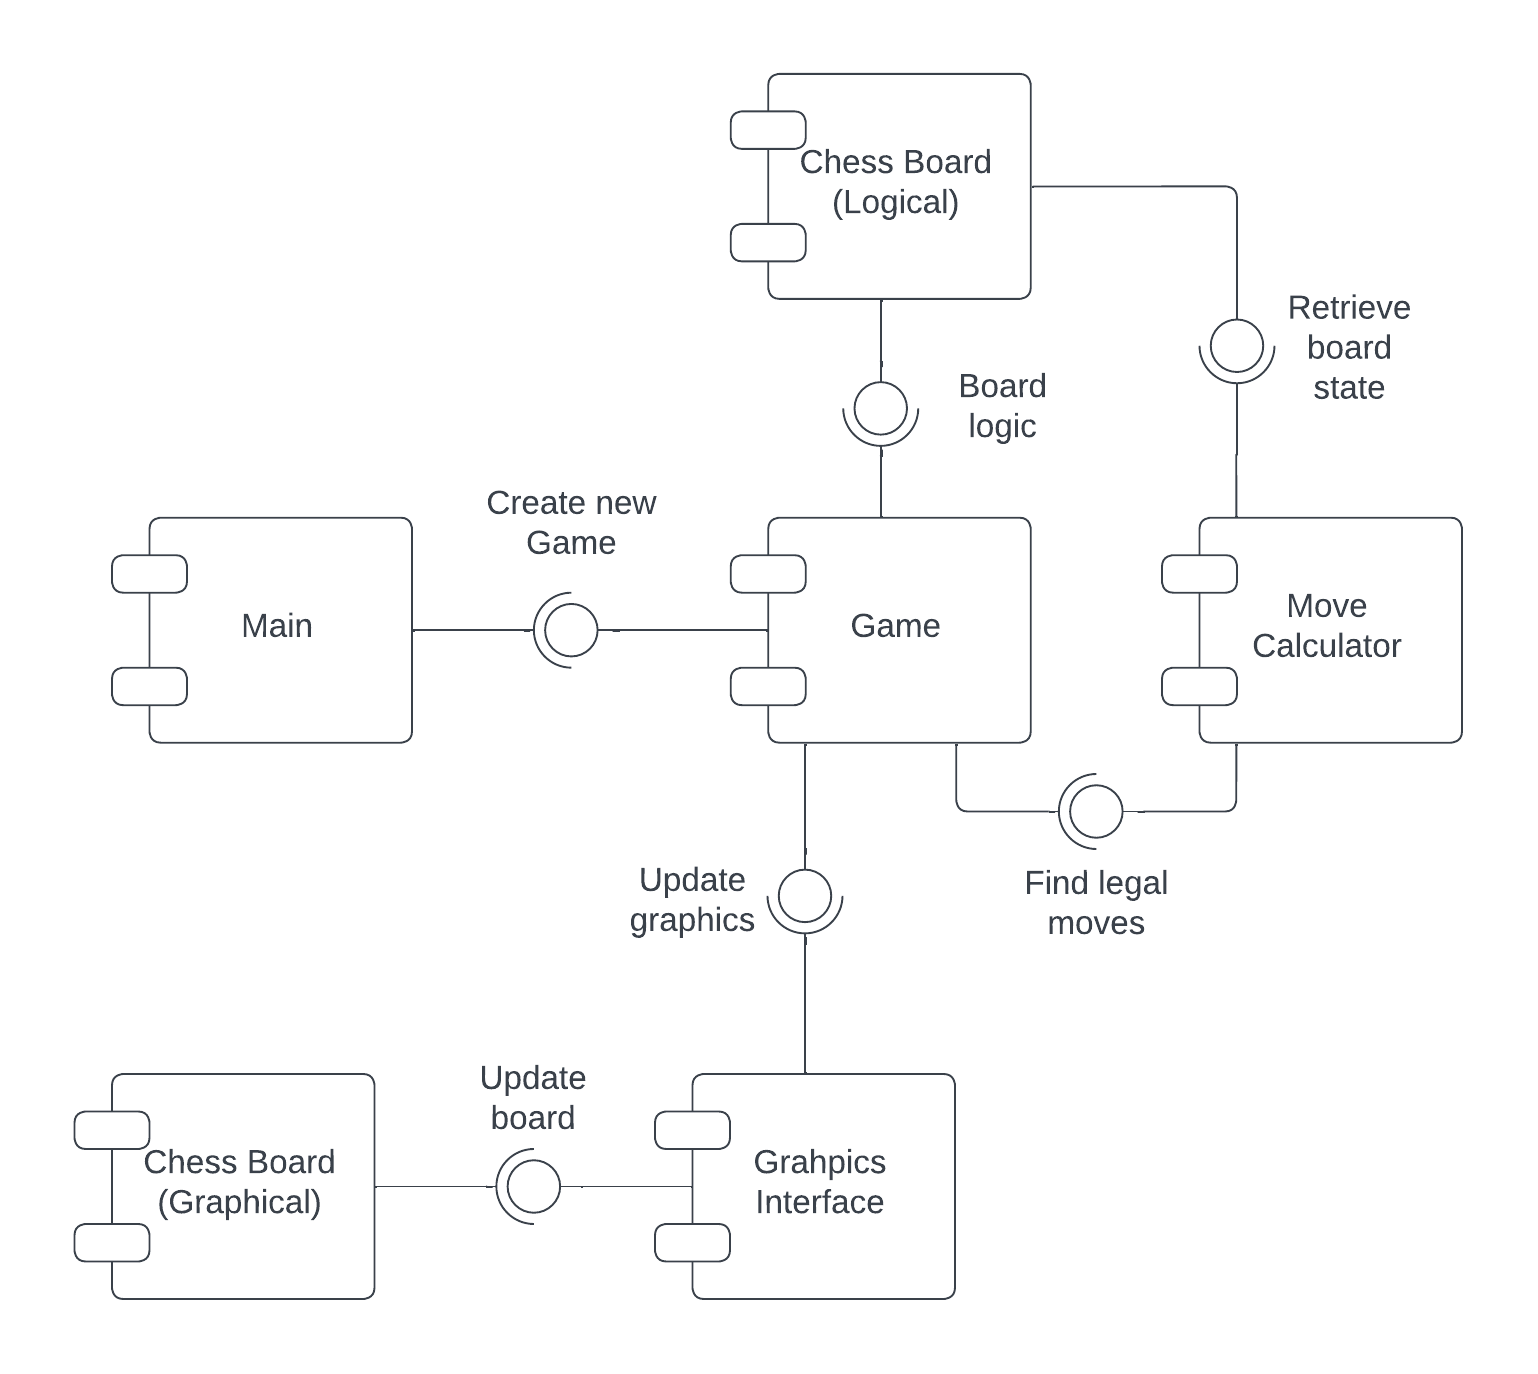 Chess Board
(Logical)
Retrieve
board
state
Board
logic
Create new
Game
Main
Game
Move
Calculator
Update
graphics
Find legal
moves
Update
board
Chess Board
(Graphical)
Grahpics
Interface